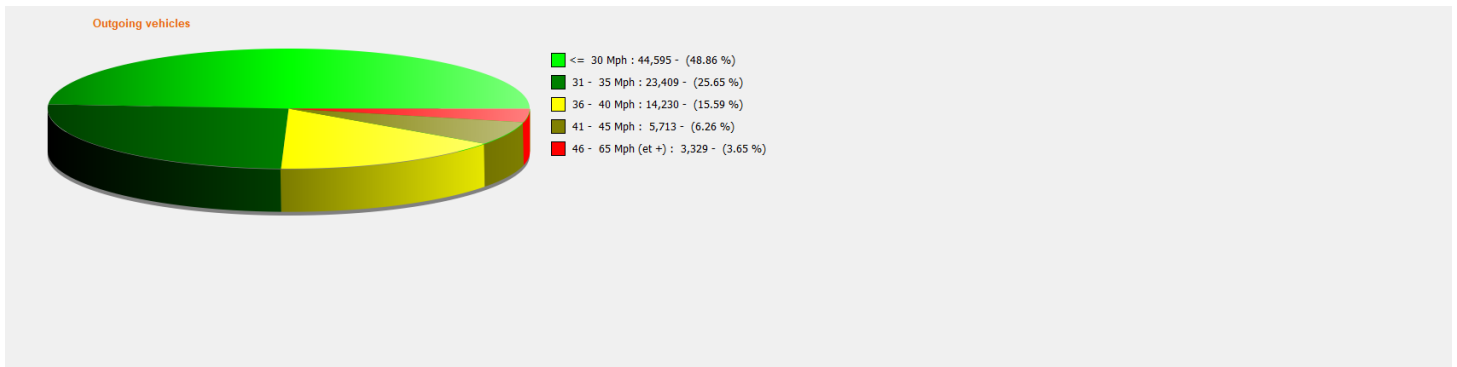 Outgoing vehicles
<= 30 Mph : 44,595 - (48.86 %)
31 - 35 Mph : 23,409 - (25.65 %)
36 - 40 Mph : 14,230 - (15.59 %)
41 - 45 Mph : 5,713 - (6.26 %)
46 - 65 Mph (et +) : 3,329 - (3.65 %)